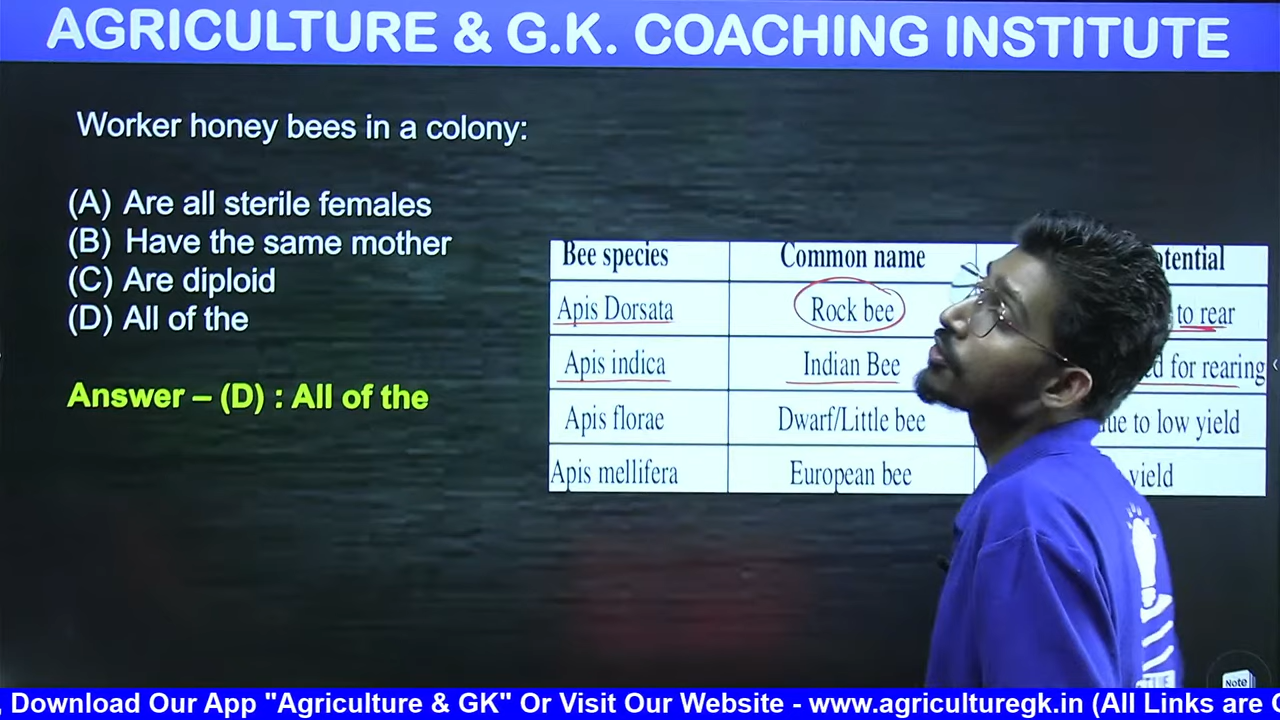 AGRICULTURE & G.K. COACHING INSTITUTE
Worker honey bees in a colony:
(A) Are all sterile females
(B) Have the same mother
(C) Are diploid
(D) All of the
Answer – (D) : All of the
Bee species Common name otential
Apis Dorsata Rock bee to rear
Apis indica Indian Bee d for rearing
Apis florae Dwarf/Little bee ue to low yield
Apis mellifera European bee yield
Note
Download Our App "Agriculture & GK" Or Visit Our Website - www.agriculturegk.in (All Links are